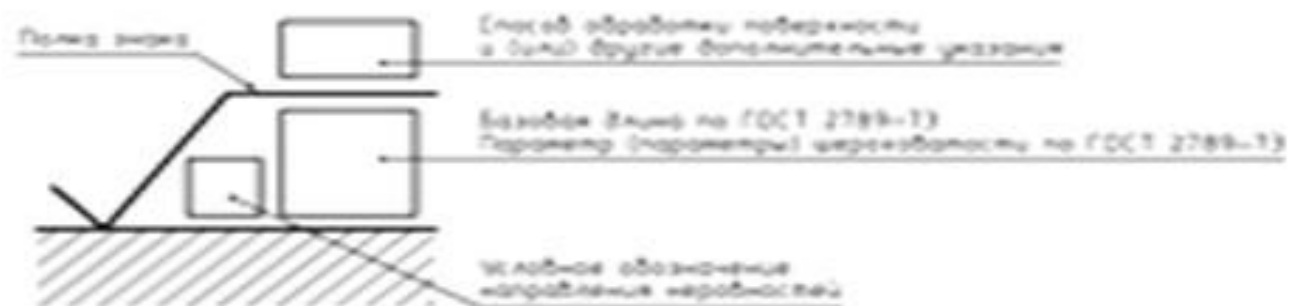 Полка знака
Способ обработки поверхности
и (или) другие дополнительные указания
Базовая длина по ГОСТ 2789-73
Параметр (параметры) шероховатости по ГОСТ 2789-73
Условное обозначение
направления неровностей